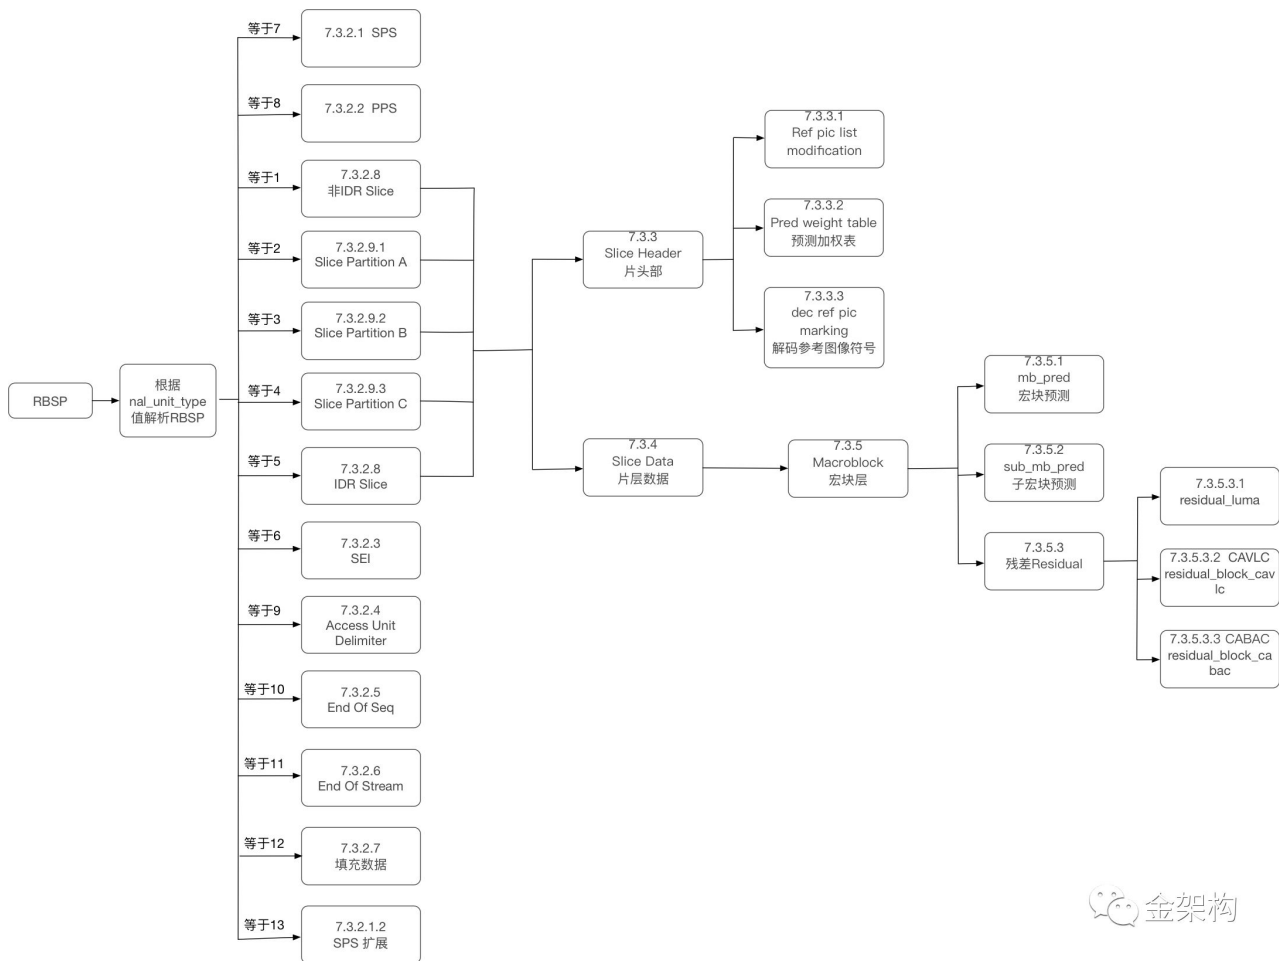 RBSP
根据
nal_unit_type
值解析RBSP
等于7
7.3.2.1 SPS
等于8
7.3.2.2 PPS
等于1
7.3.2.8
非IDR Slice
等于2
7.3.2.9.1
Slice Partition A
等于3
7.3.2.9.2
Slice Partition B
等于4
7.3.2.9.3
Slice Partition C
等于5
7.3.2.8
IDR Slice
等于6
7.3.2.3
SEI
等于9
7.3.2.4
Access Unit
Delimiter
等于10
7.3.2.5
End Of Seq
等于11
7.3.2.6
End Of Stream
等于12
7.3.2.7
填充数据
等于13
7.3.2.1.2
SPS 扩展
7.3.3
Slice Header
片头部
7.3.3.1
Ref pic list
modification
7.3.3.2
Pred weight table
预测加权表
7.3.3.3
dec ref pic
marking
解码参考图像符号
7.3.4
Slice Data
片层数据
7.3.5
Macroblock
宏块层
7.3.5.1
mb_pred
宏块预测
7.3.5.2
sub_mb_pred
子宏块预测
7.3.5.3
残差Residual
7.3.5.3.1
residual_luma
7.3.5.3.2 CAVLC
residual_block_cav
lc
7.3.5.3.3 CABAC
residual_block_ca
bac
金架构